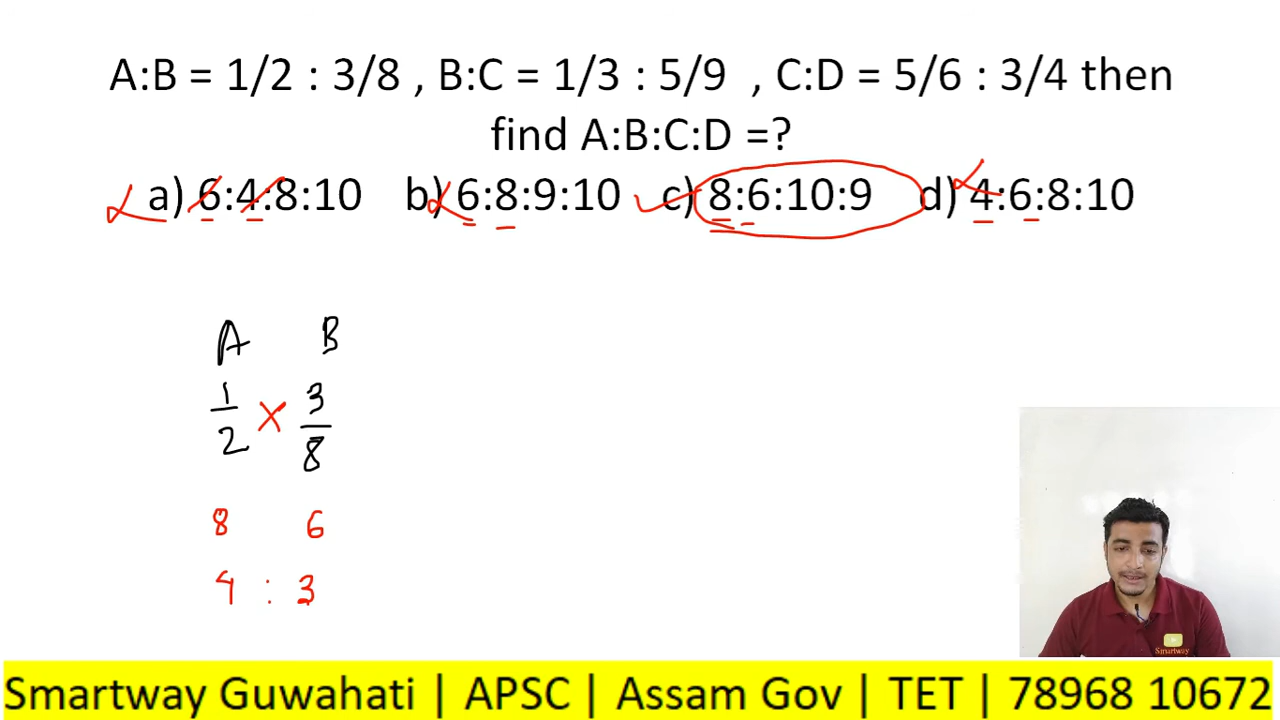 A:B = 1/2 : 3/8 , B:C = 1/3 : 5/9 , C:D = 5/6 : 3/4 then
find A:B:C:D =?
a) 6:4:8:10 b) 6:8:9:10 c) 8:6:10:9 d) 4:6:8:10
A B
1/2 × 3/8
8 6
4 : 3
Smartway
Smartway Guwahati | APSC | Assam Gov | TET | 78968 10672